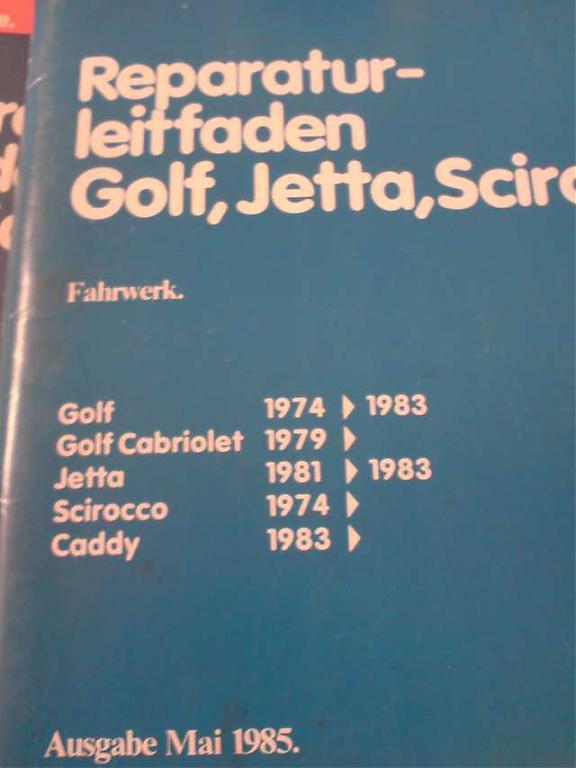 Reparatur-
leitfaden
Golf, Jetta, Sciro
Fahrwerk.
Golf 1974 ▶ 1983
Golf Cabriolet 1979 ▶
Jetta 1981 ▶ 1983
Scirocco 1974 ▶
Caddy 1983 ▶
Ausgabe Mai 1985.